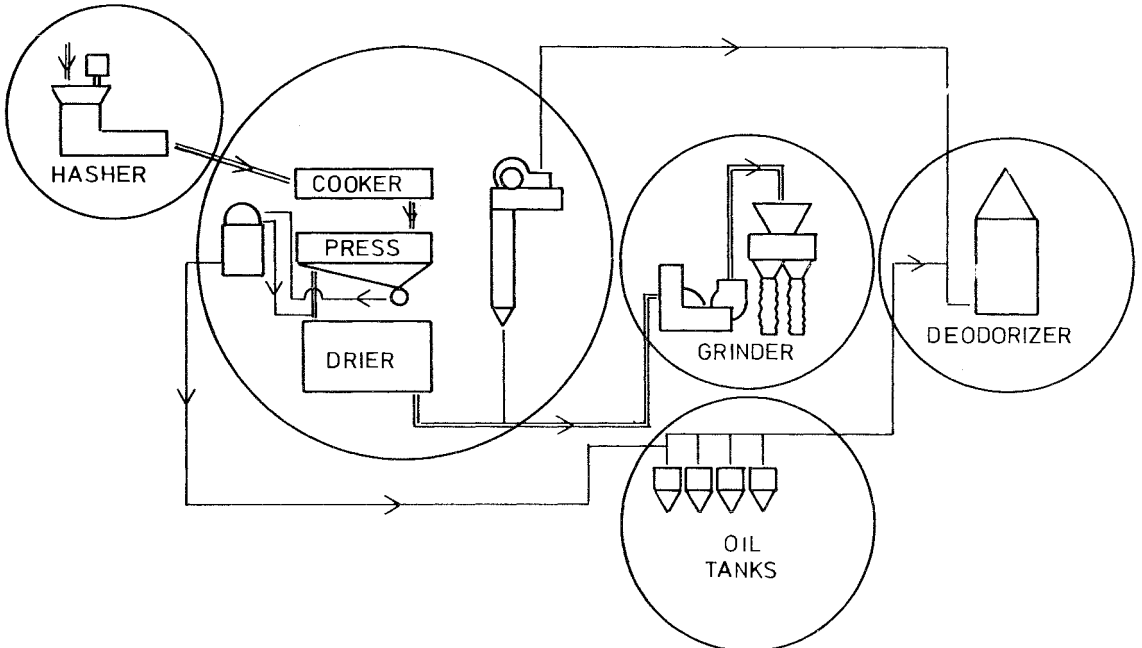 HASHER
COOKER
PRESS
DRIER
GRINDER
DEODORIZER
OIL
TANKS